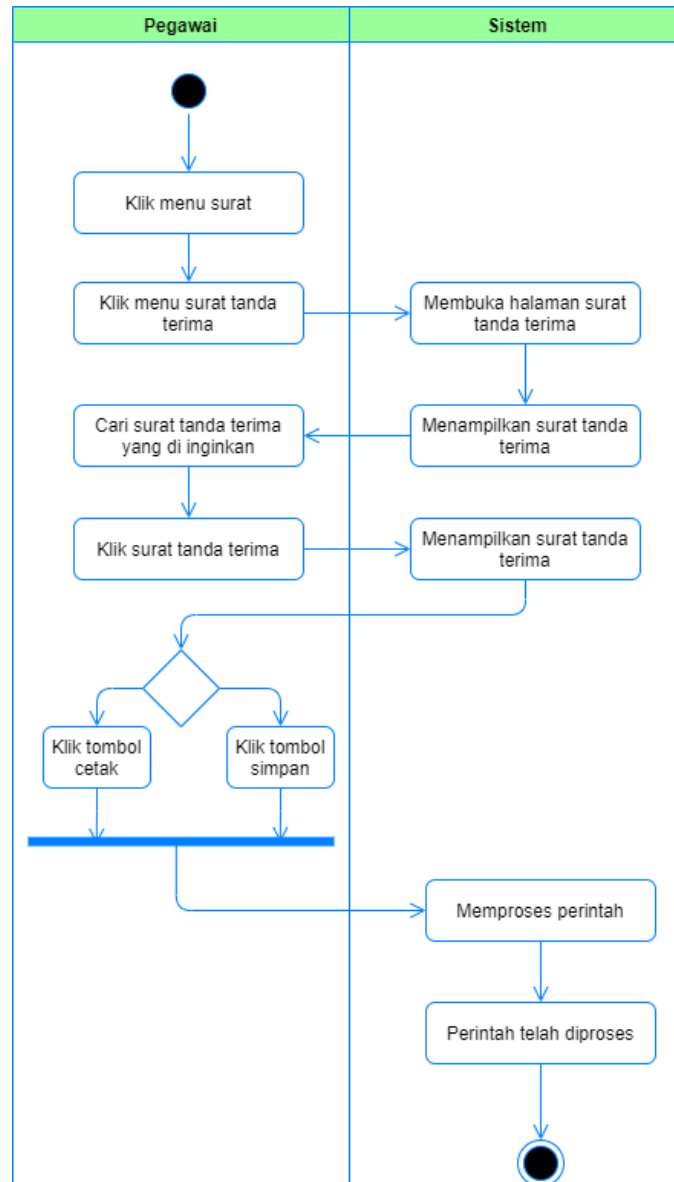 Pegawai
Sistem
Klik menu surat
Klik menu surat tanda
terima
Membuka halaman surat
tanda terima
Cari surat tanda terima
yang di inginkan
Menampilkan surat tanda
terima
Klik surat tanda terima
Menampilkan surat tanda
terima
Klik tombol
cetak
Klik tombol
simpan
Memproses perintah
Perintah telah diproses